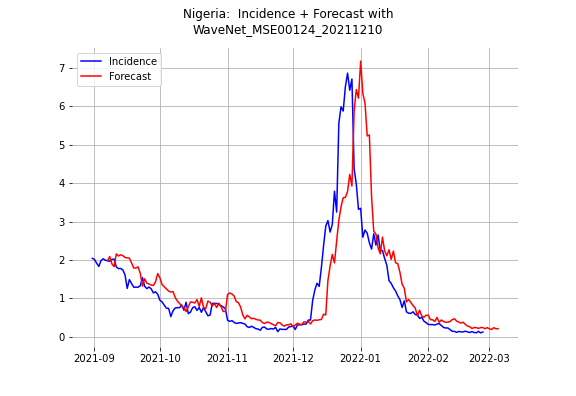 Nigeria:  Incidence + Forecast with
WaveNet_MSE00124_20211210
Incidence
Forecast
7
6
5
4
3
2
1
0
2021-09 2021-10 2021-11 2021-12 2022-01 2022-02 2022-03